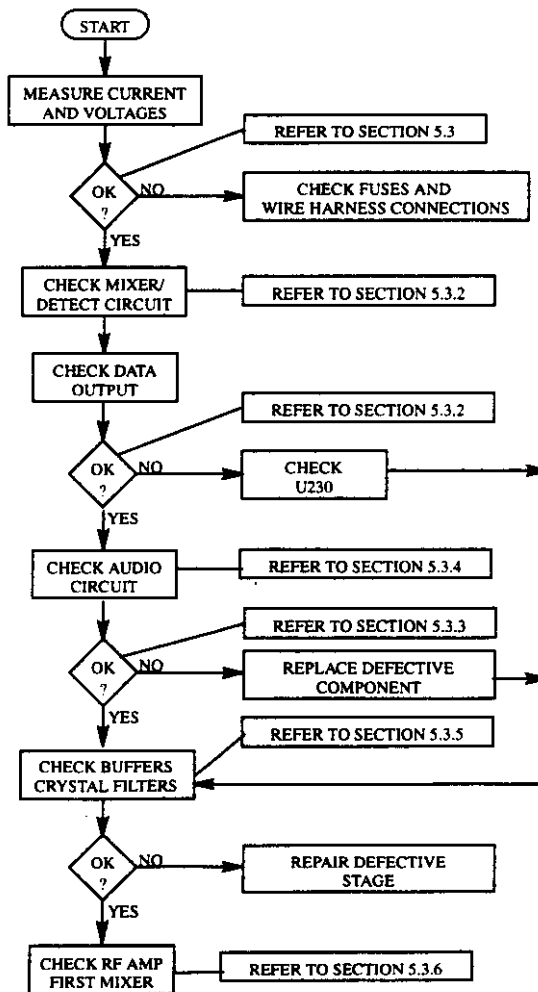 START
MEASURE CURRENT
AND VOLTAGES
REFER TO SECTION 5.3
OK
?
NO
CHECK FUSES AND
WIRE HARNESS CONNECTIONS
YES
CHECK MIXER/
DETECT CIRCUIT
REFER TO SECTION 5.3.2
CHECK DATA
OUTPUT
REFER TO SECTION 5.3.2
OK
?
NO
CHECK
U230
YES
CHECK AUDIO
CIRCUIT
REFER TO SECTION 5.3.4
REFER TO SECTION 5.3.3
OK
?
NO
REPLACE DEFECTIVE
COMPONENT
YES
REFER TO SECTION 5.3.5
CHECK BUFFERS
CRYSTAL FILTERS
OK
?
NO
REPAIR DEFECTIVE
STAGE
YES
CHECK RF AMP
FIRST MIXER
REFER TO SECTION 5.3.6